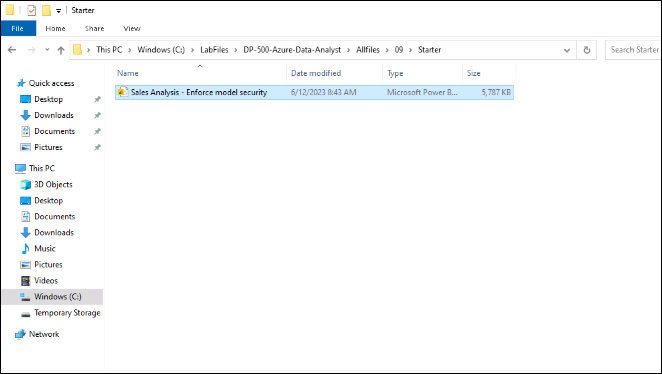 Starter
File Home Share View
This PC > Windows (C:) > LabFiles > DP-500-Azure-Data-Analyst > Allfiles > 09 > Starter
Search Starter
Name Date modified Type Size
Sales Analysis - Enforce model security 6/12/2023 8:43 AM Microsoft Power B... 5,787 KB
Quick access
Desktop
Downloads
Documents
Pictures
This PC
3D Objects
Desktop
Documents
Downloads
Music
Pictures
Videos
Windows (C:)
Temporary Storage
Network